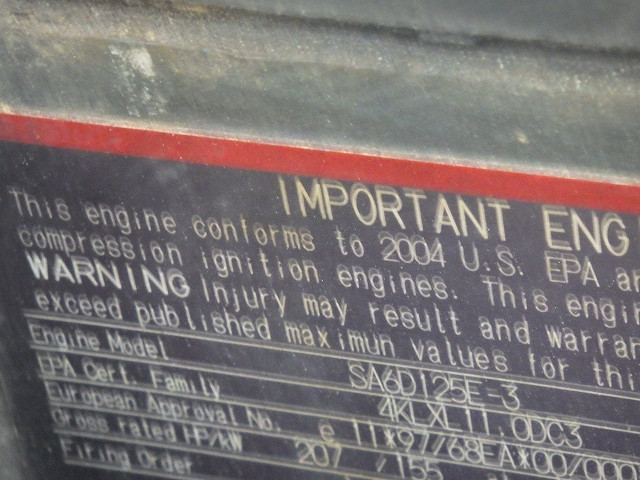 IMPORTANT ENG
This engine conforms to 2004 U.S. EPA
compression ignition engines. This engin
WARNING Injury may result and warran
exceed published maximun values for thi
Engine Model SA6D125E-3
EPA Cert. Family 4KLXL11.0DC3
European Approval No. e 11*97/68EA*00/000
Gross rated HP/kW 207 /155
Firing Order